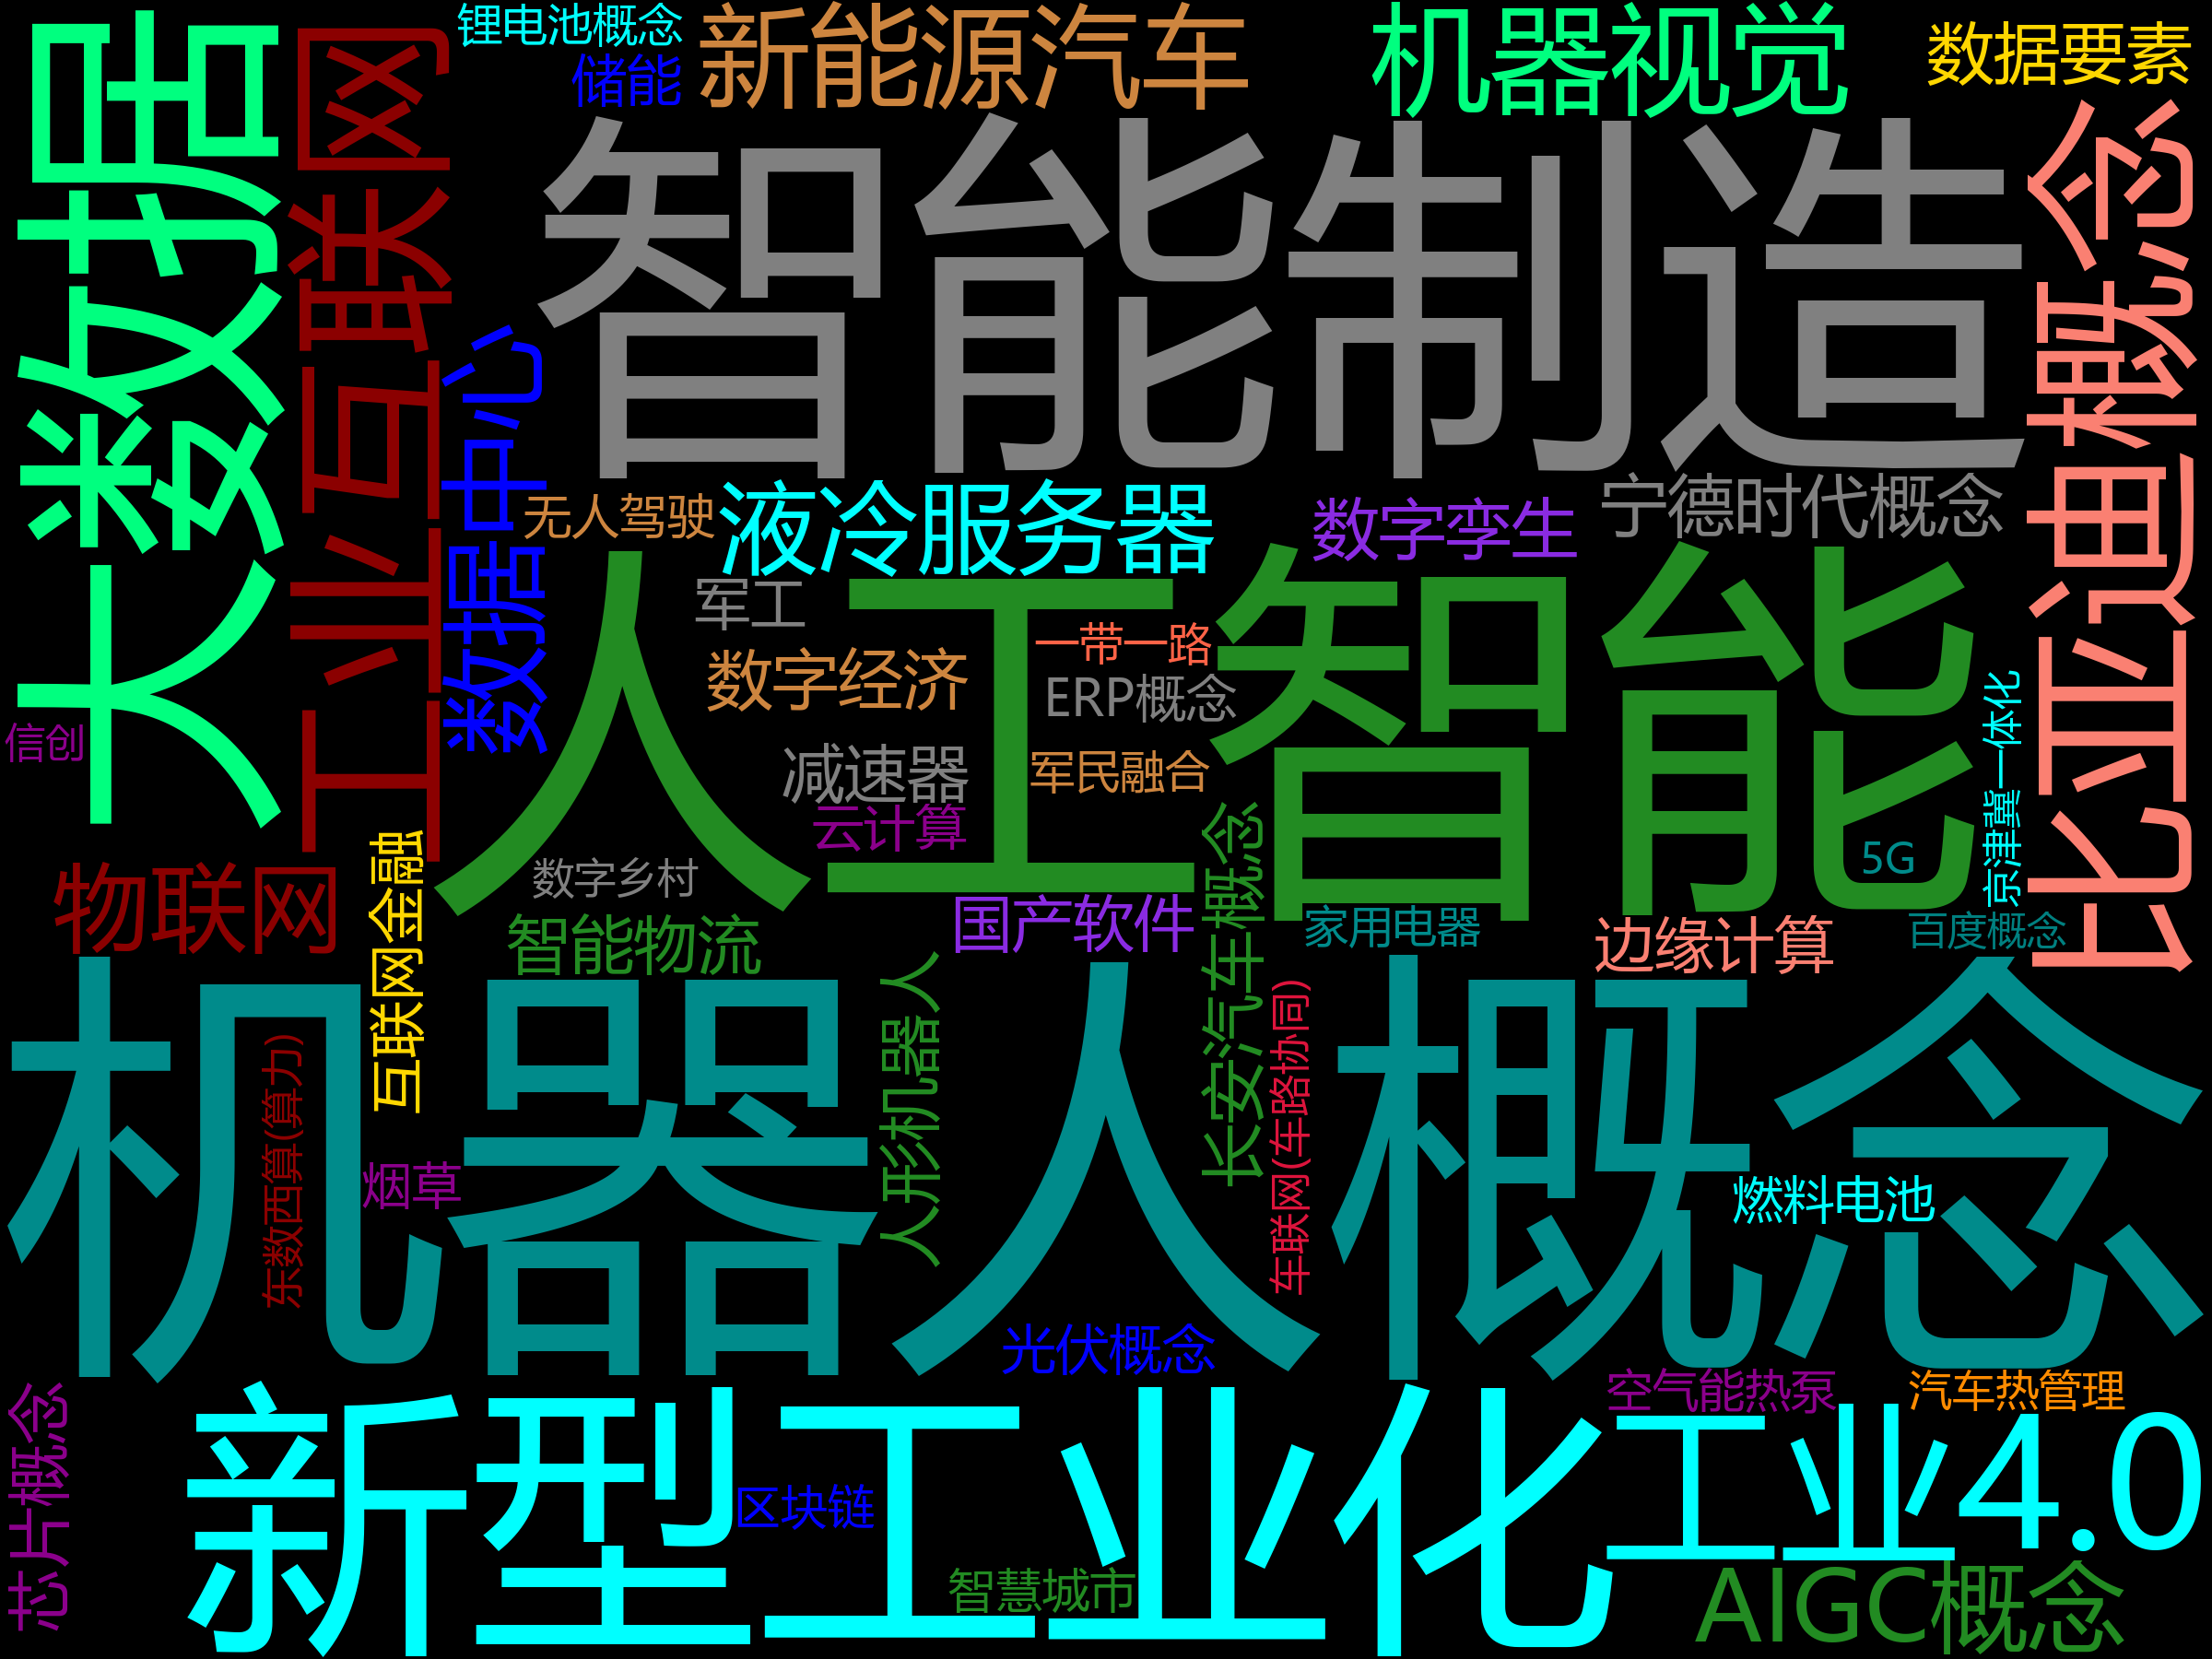 锂电池概念
储能
新能源汽车
机器视觉
数据要素
大数据
工业互联网
智能制造
比亚迪概念
数据中心
无人驾驶
液冷服务器
数字孪生
宁德时代概念
军工
人工智能
一带一路
数字经济
ERP概念
信创
减速器
军民融合
云计算
京津冀一体化
5G
物联网
互联网金融
数字乡村
智能物流
国产软件
长安汽车概念
家用电器
边缘计算
百度概念
机器人概念
东数西算(算力)
烟草
人形机器人
车联网(车路协同)
燃料电池
光伏概念
空气能热泵
汽车热管理
芯片概念
新型工业化
工业4.0
区块链
智慧城市
AIGC概念